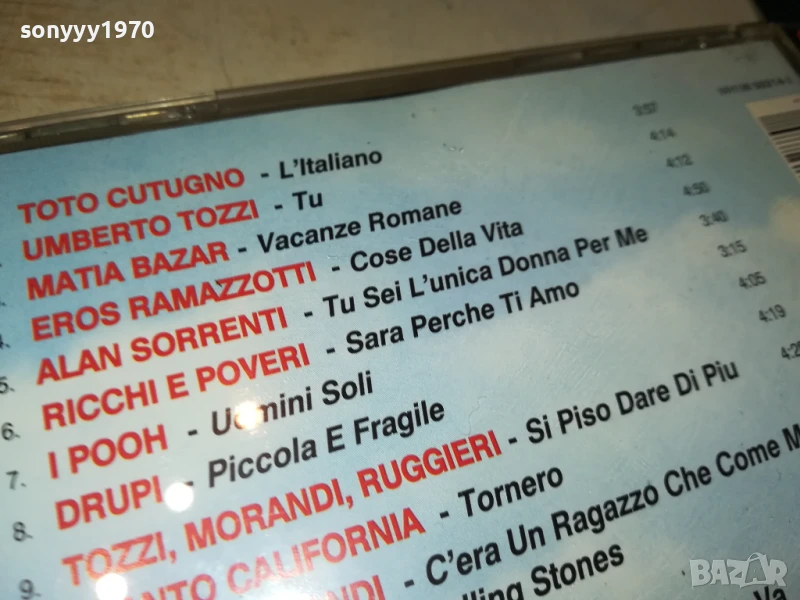 sonyyy1970
TOTO CUTUGNO - L'Italiano 3:57
UMBERTO TOZZI - Tu 4:14
MATIA BAZAR - Vacanze Romane 4:12
4. EROS RAMAZZOTTI - Cose Della Vita 4:50
5. ALAN SORRENTI - Tu Sei L'unica Donna Per Me 3:40
6. RICCHI E POVERI - Sara Perche Ti Amo 3:15
7. I POOH - Uomini Soli 4:05
8. DRUPI - Piccola E Fragile 4:19
9. TOZZI, MORANDI, RUGGIERI - Si Piso Dare Di Piu
CALIFORNIA - Tornero
- C'era Un Ragazzo Che Come
Stones
Va
BAZAR